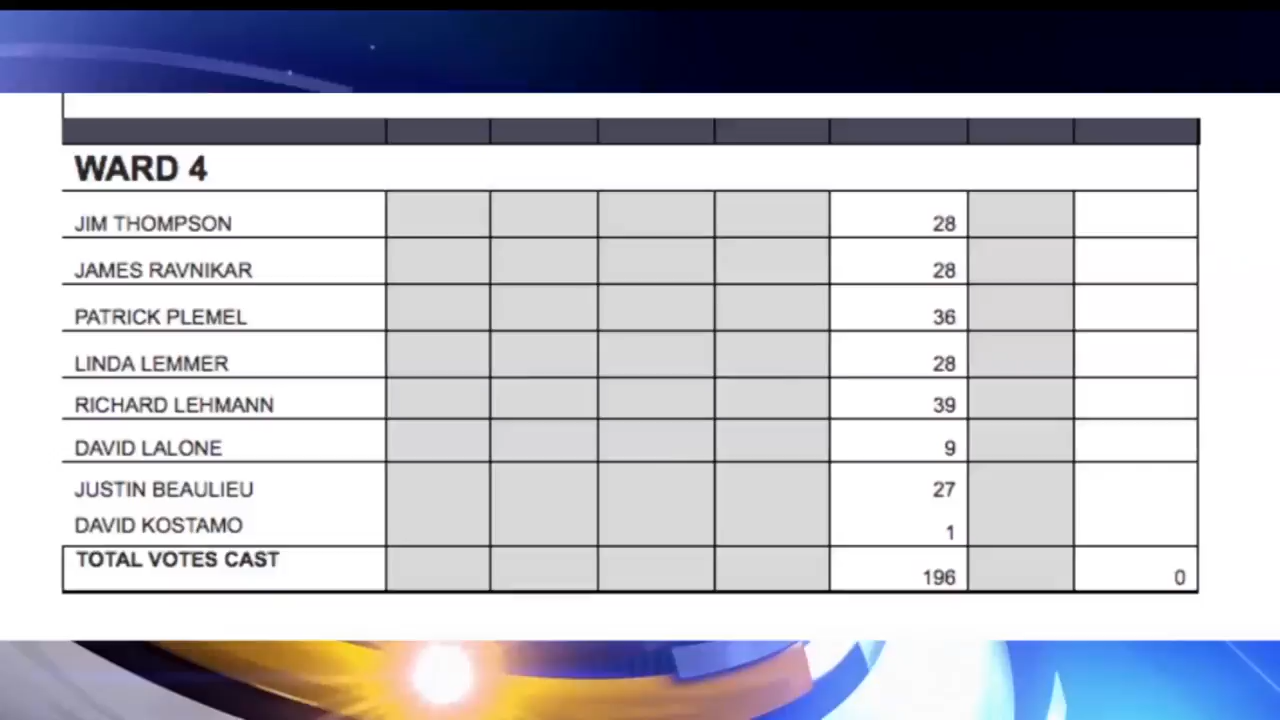 WARD 4
JIM THOMPSON 28
JAMES RAVNIKAR 28
PATRICK PLEMEL 36
LINDA LEMMER 28
RICHARD LEHMANN 39
DAVID LALONE 9
JUSTIN BEAULIEU 27
DAVID KOSTAMO 1
TOTAL VOTES CAST 196 0